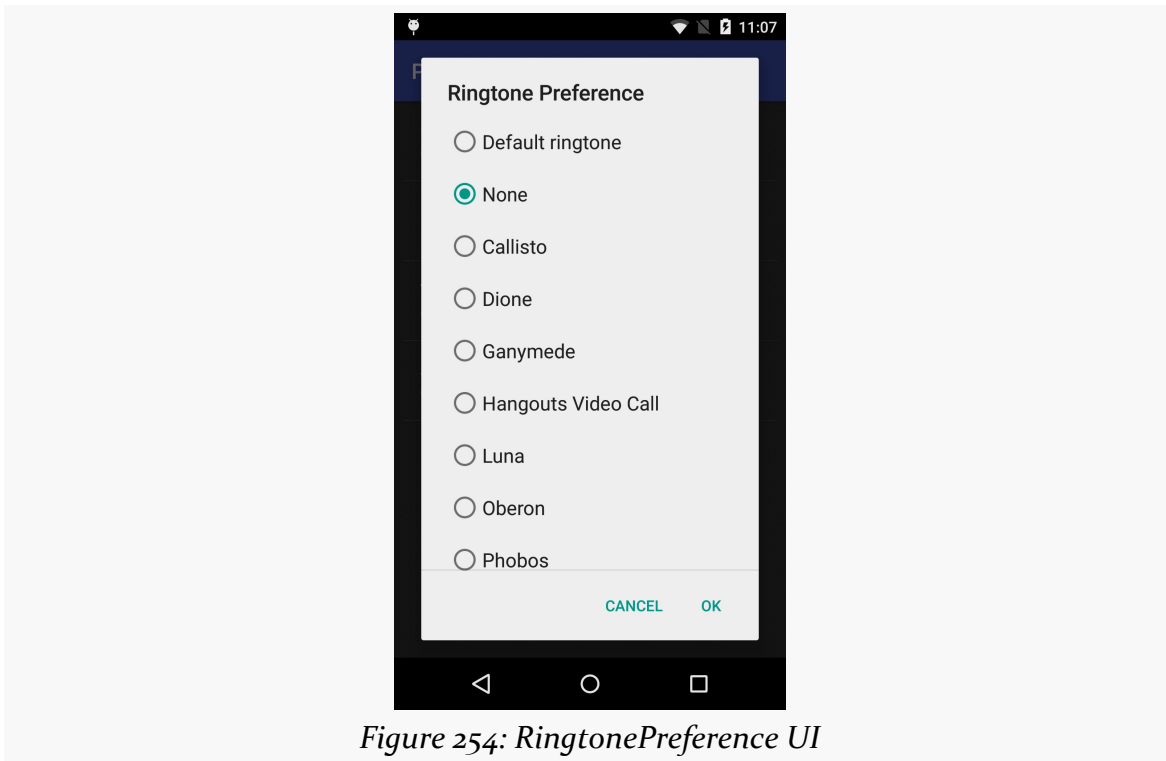 11:07
P
Ringtone Preference
Default ringtone
None
Callisto
Dione
Ganymede
Hangouts Video Call
Luna
Oberon
Phobos
CANCEL OK
Figure 254: RingtonePreference UI